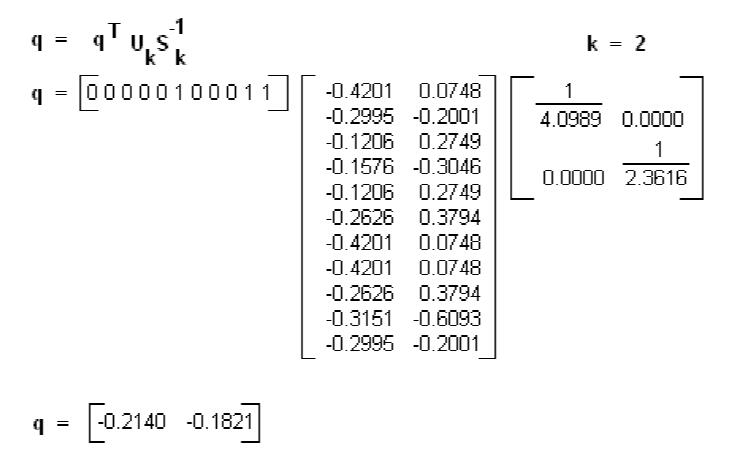 q = qᵀ Uₖ Sₖ⁻¹ k = 2
q = [0 0 0 0 0 1 0 0 0 1 1] [-0.4201 0.0748 [1/4.0989 0.0000
-0.2995 -0.2001
-0.1206 0.2749 0.0000 1/2.3616]
-0.1576 -0.3046
-0.1206 0.2749
-0.2626 0.3794
-0.4201 0.0748
-0.4201 0.0748
-0.2626 0.3794
-0.3151 -0.6093
-0.2995 -0.2001]
q = [-0.2140 -0.1821]